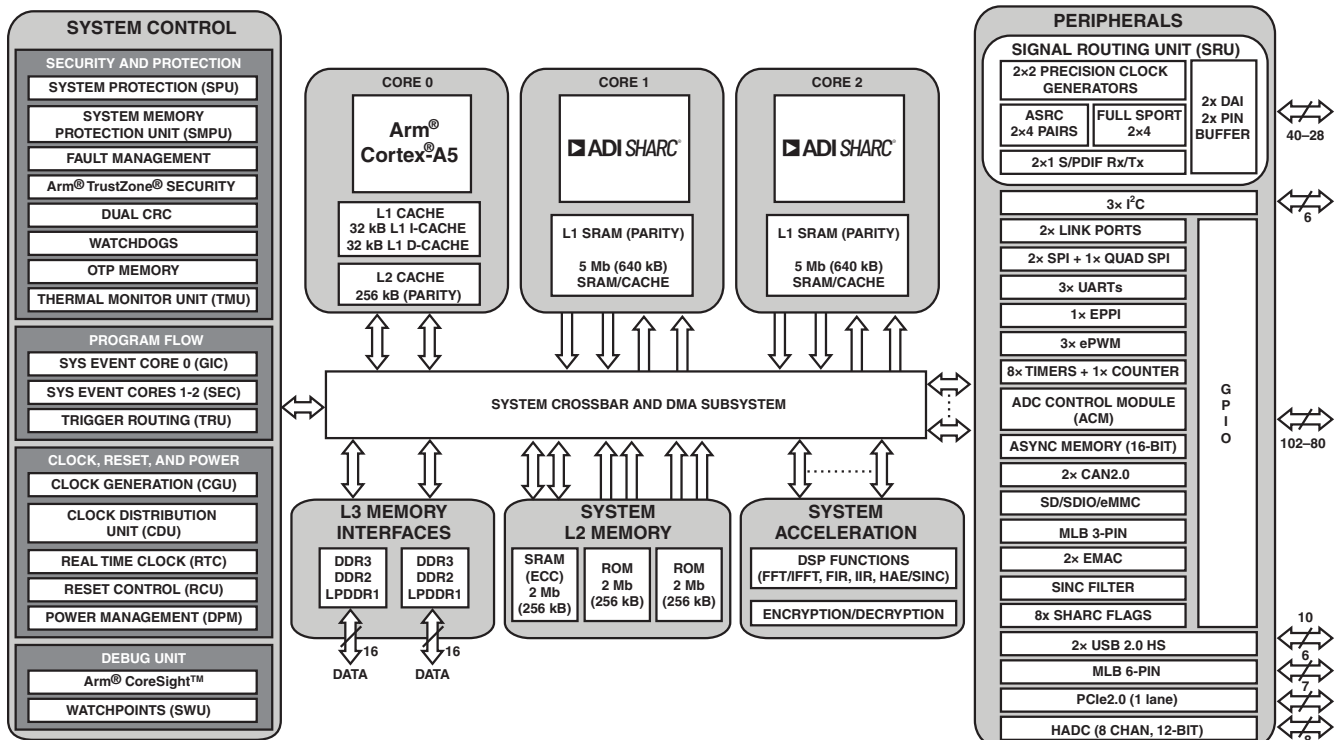 SYSTEM CONTROL
SECURITY AND PROTECTION
SYSTEM PROTECTION (SPU)
SYSTEM MEMORY
PROTECTION UNIT (SMPU)
FAULT MANAGEMENT
Arm® TrustZone® SECURITY
DUAL CRC
WATCHDOGS
OTP MEMORY
THERMAL MONITOR UNIT (TMU)
PROGRAM FLOW
SYS EVENT CORE 0 (GIC)
SYS EVENT CORES 1-2 (SEC)
TRIGGER ROUTING (TRU)
CLOCK, RESET, AND POWER
CLOCK GENERATION (CGU)
CLOCK DISTRIBUTION
UNIT (CDU)
REAL TIME CLOCK (RTC)
RESET CONTROL (RCU)
POWER MANAGEMENT (DPM)
DEBUG UNIT
Arm® CoreSight™
WATCHPOINTS (SWU)
CORE 0
Arm®
Cortex®-A5
L1 CACHE
32 kB L1 I-CACHE
32 kB L1 D-CACHE
L2 CACHE
256 kB (PARITY)
CORE 1
ADI SHARC®
L1 SRAM (PARITY)
5 Mb (640 kB)
SRAM/CACHE
CORE 2
ADI SHARC®
L1 SRAM (PARITY)
5 Mb (640 kB)
SRAM/CACHE
SYSTEM CROSSBAR AND DMA SUBSYSTEM
L3 MEMORY
INTERFACES
DDR3
DDR2
LPDDR1
DDR3
DDR2
LPDDR1
16
16
DATA
DATA
SYSTEM
L2 MEMORY
SRAM
(ECC)
2 Mb
(256 kB)
ROM
2 Mb
(256 kB)
ROM
2 Mb
(256 kB)
SYSTEM
ACCELERATION
DSP FUNCTIONS
(FFT/IFFT, FIR, IIR, HAE/SINC)
ENCRYPTION/DECRYPTION
PERIPHERALS
SIGNAL ROUTING UNIT (SRU)
2×2 PRECISION CLOCK
GENERATORS
ASRC
2×4 PAIRS
FULL SPORT
2×4
2×1 S/PDIF Rx/Tx
2x DAI
2x PIN
BUFFER
40–28
3× I²C
6
2× LINK PORTS
2× SPI + 1× QUAD SPI
3× UARTs
1× EPPI
3× ePWM
8× TIMERS + 1× COUNTER
ADC CONTROL MODULE
(ACM)
ASYNC MEMORY (16-BIT)
2× CAN2.0
SD/SDIO/eMMC
MLB 3-PIN
2× EMAC
SINC FILTER
8x SHARC FLAGS
G
P
I
O
102–80
2× USB 2.0 HS
10
MLB 6-PIN
6
PCIe2.0 (1 lane)
7
HADC (8 CHAN, 12-BIT)
8